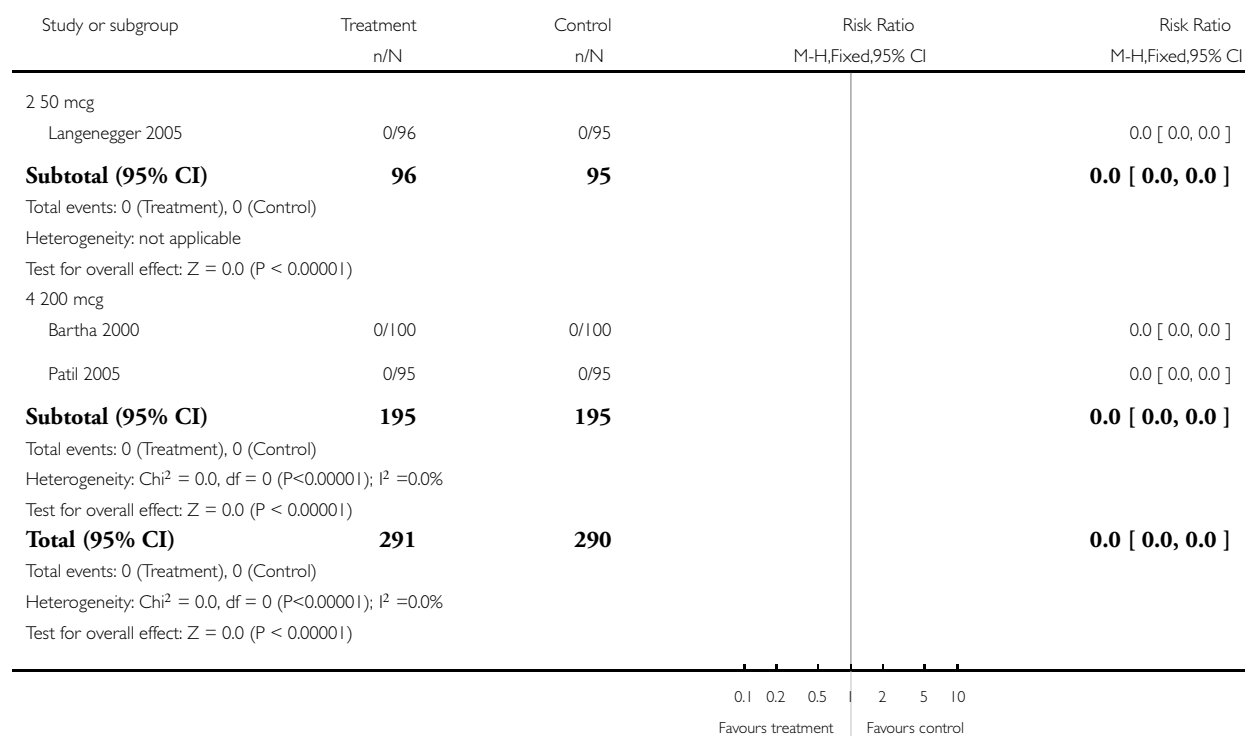 Study or subgroup Treatment Control Risk Ratio Risk Ratio
n/N n/N M-H,Fixed,95% CI M-H,Fixed,95% CI
2 50 mcg
Langenegger 2005 0/96 0/95 0.0 [ 0.0, 0.0 ]
Subtotal (95% CI) 96 95 0.0 [ 0.0, 0.0 ]
Total events: 0 (Treatment), 0 (Control)
Heterogeneity: not applicable
Test for overall effect: Z = 0.0 (P < 0.00001)
4 200 mcg
Bartha 2000 0/100 0/100 0.0 [ 0.0, 0.0 ]
Patil 2005 0/95 0/95 0.0 [ 0.0, 0.0 ]
Subtotal (95% CI) 195 195 0.0 [ 0.0, 0.0 ]
Total events: 0 (Treatment), 0 (Control)
Heterogeneity: Chi² = 0.0, df = 0 (P<0.00001); I² =0.0%
Test for overall effect: Z = 0.0 (P < 0.00001)
Total (95% CI) 291 290 0.0 [ 0.0, 0.0 ]
Total events: 0 (Treatment), 0 (Control)
Heterogeneity: Chi² = 0.0, df = 0 (P<0.00001); I² =0.0%
Test for overall effect: Z = 0.0 (P < 0.00001)
0.1 0.2 0.5 1 2 5 10
Favours treatment Favours control